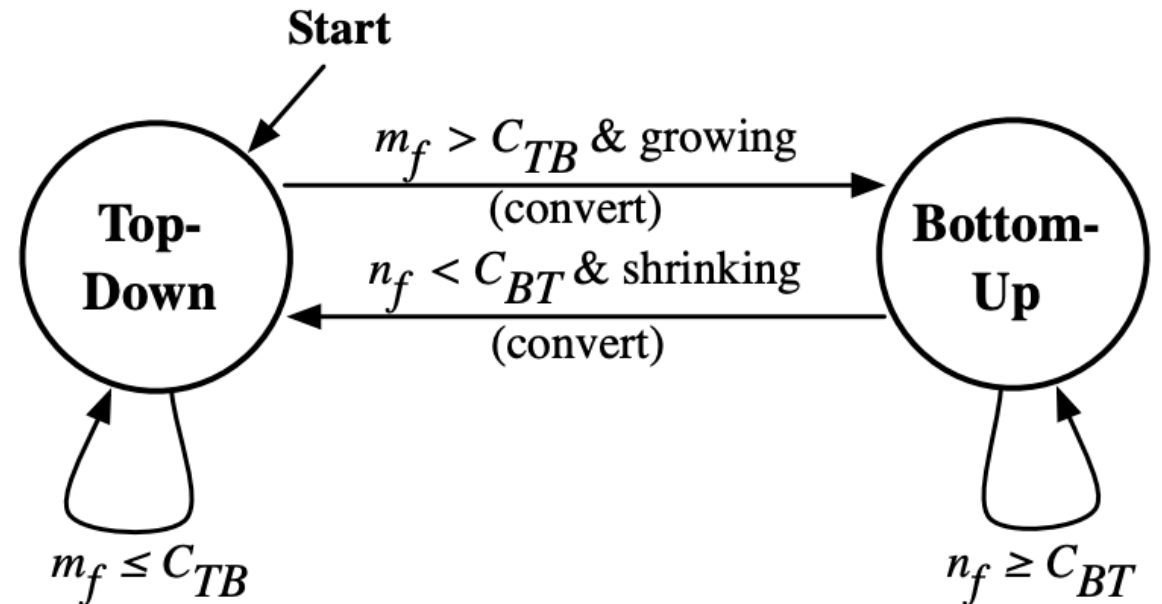 Start
m_f > C_TB & growing
(convert)
Top-
Down
n_f < C_BT & shrinking
(convert)
Bottom-
Up
m_f ≤ C_TB
n_f ≥ C_BT